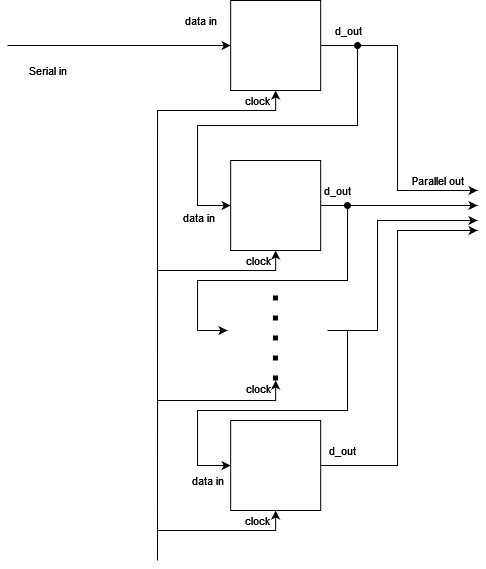 data in
d_out
Serial in
clock
Parallel out
d_out
data in
clock
clock
d_out
data in
clock